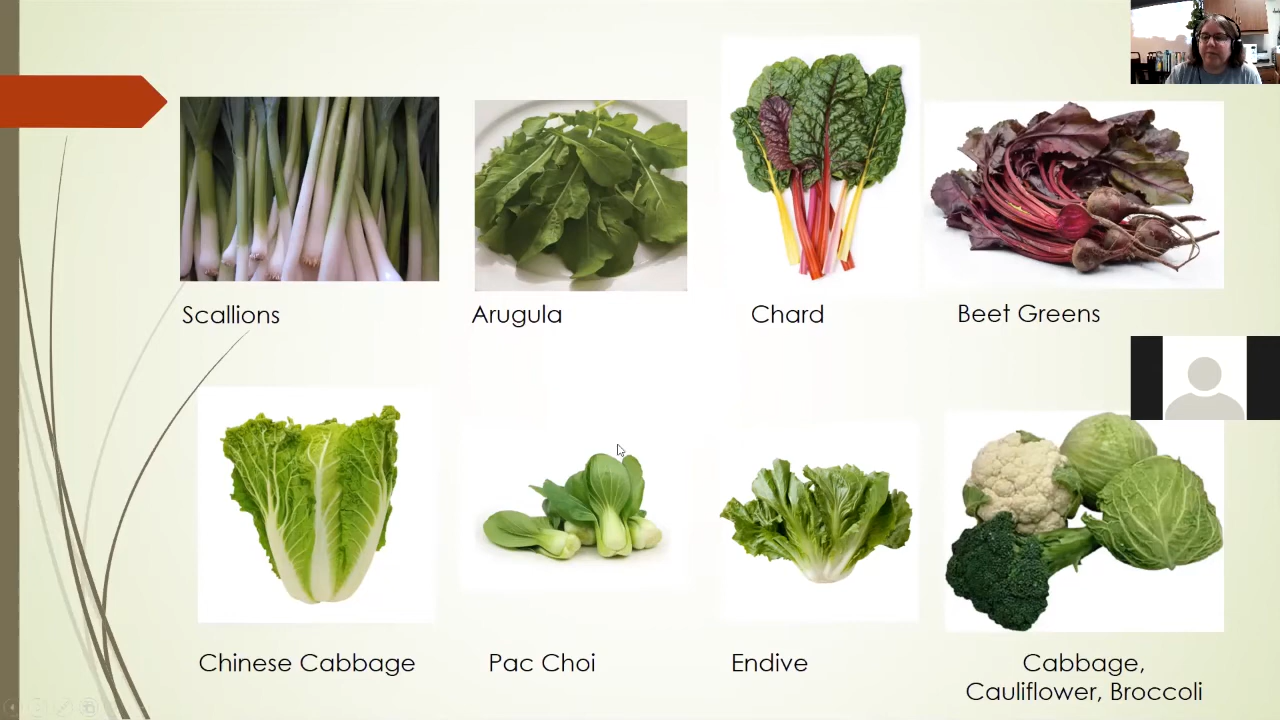 Scallions
Arugula
Chard
Beet Greens
Chinese Cabbage
Pac Choi
Endive
Cabbage,
Cauliflower, Broccoli